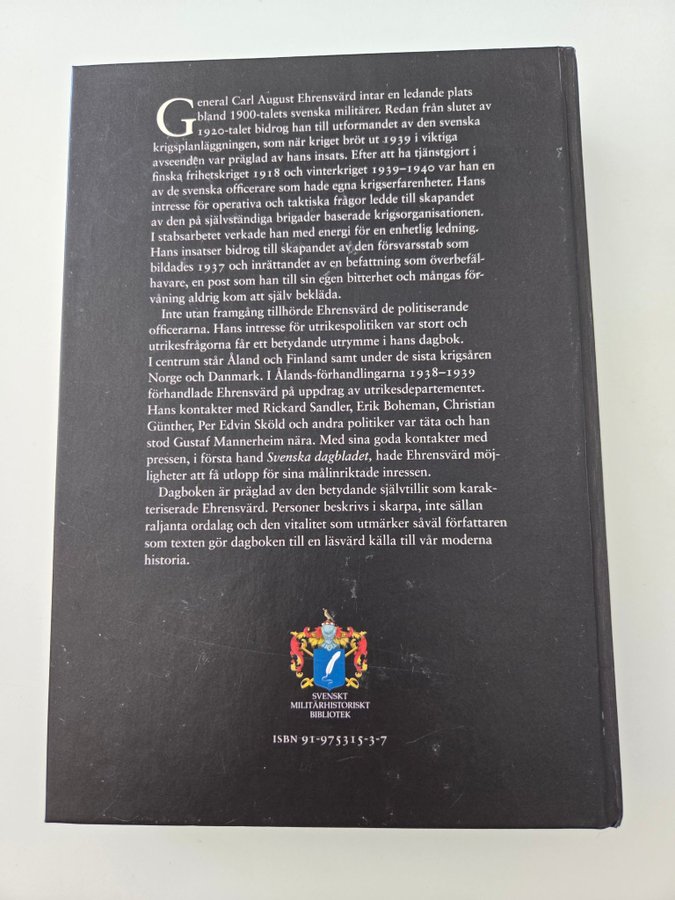 General Carl August Ehrensvärd intar en ledande plats
bland 1900-talets svenska militärer. Redan från slutet av
1920-talet bidrog han till utformandet av den svenska
krigsplanläggningen, som när kriget bröt ut 1939 i viktiga
avseenden var präglad av hans insats. Efter att ha tjänstgjort i
finska frihetskriget 1918 och vinterkriget 1939–1940 var han en
av de svenska officerare som hade egna krigserfarenheter. Hans
intresse för operativa och taktiska frågor ledde till skapandet
av den på självständiga brigader baserade krigsorganisationen.
I stabsarbetet verkade han med energi för en enhetlig ledning.
Hans insatser bidrog till skapandet av den försvarsstab som
bildades 1937 och inrättandet av en befattning som överbefäl-
havare, en post som han till sin egen bitterhet och mångas för-
våning aldrig kom att själv bekläda.
Inte utan framgång tillhörde Ehrensvärd de politiserande
officerarna. Hans intresse för utrikespolitiken var stort och
utrikesfrågorna får ett betydande utrymme i hans dagbok.
I centrum står Åland och Finland samt under de sista krigsåren
Norge och Danmark. I Ålands-förhandlingarna 1938–1939
förhandlade Ehrensvärd på uppdrag av utrikesdepartementet.
Hans kontakter med Rickard Sandler, Erik Boheman, Christian
Günther, Per Edvin Sköld och andra politiker var täta och han
stod Gustaf Mannerheim nära. Med sina goda kontakter med
pressen, i första hand Svenska dagbladet, hade Ehrensvärd möj-
ligheter att få utlopp för sina målinriktade inressen.
Dagboken är präglad av den betydande självtillit som karak-
teriserade Ehrensvärd. Personer beskrivs i skarpa, inte sällan
raljanta ordalag och den vitalitet som utmärker såväl författaren
som texten gör dagboken till en läsvärd källa till vår moderna
historia.
SVENSKT
MILITÄRHISTORISKT
BIBLIOTEK
ISBN 91-975315-3-7